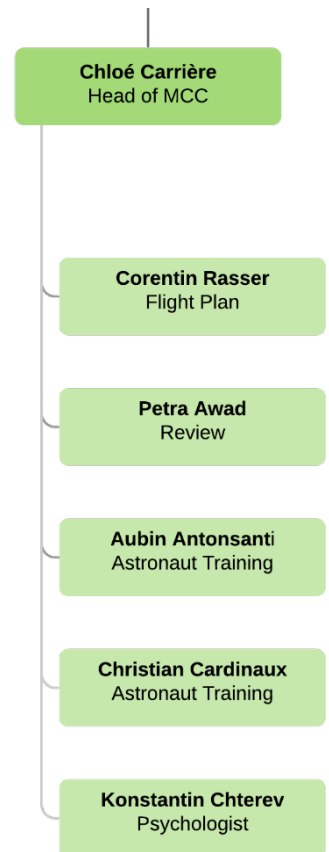 Chloé Carrière
Head of MCC
Corentin Rasser
Flight Plan
Petra Awad
Review
Aubin Antonsanti
Astronaut Training
Christian Cardinaux
Astronaut Training
Konstantin Chterev
Psychologist